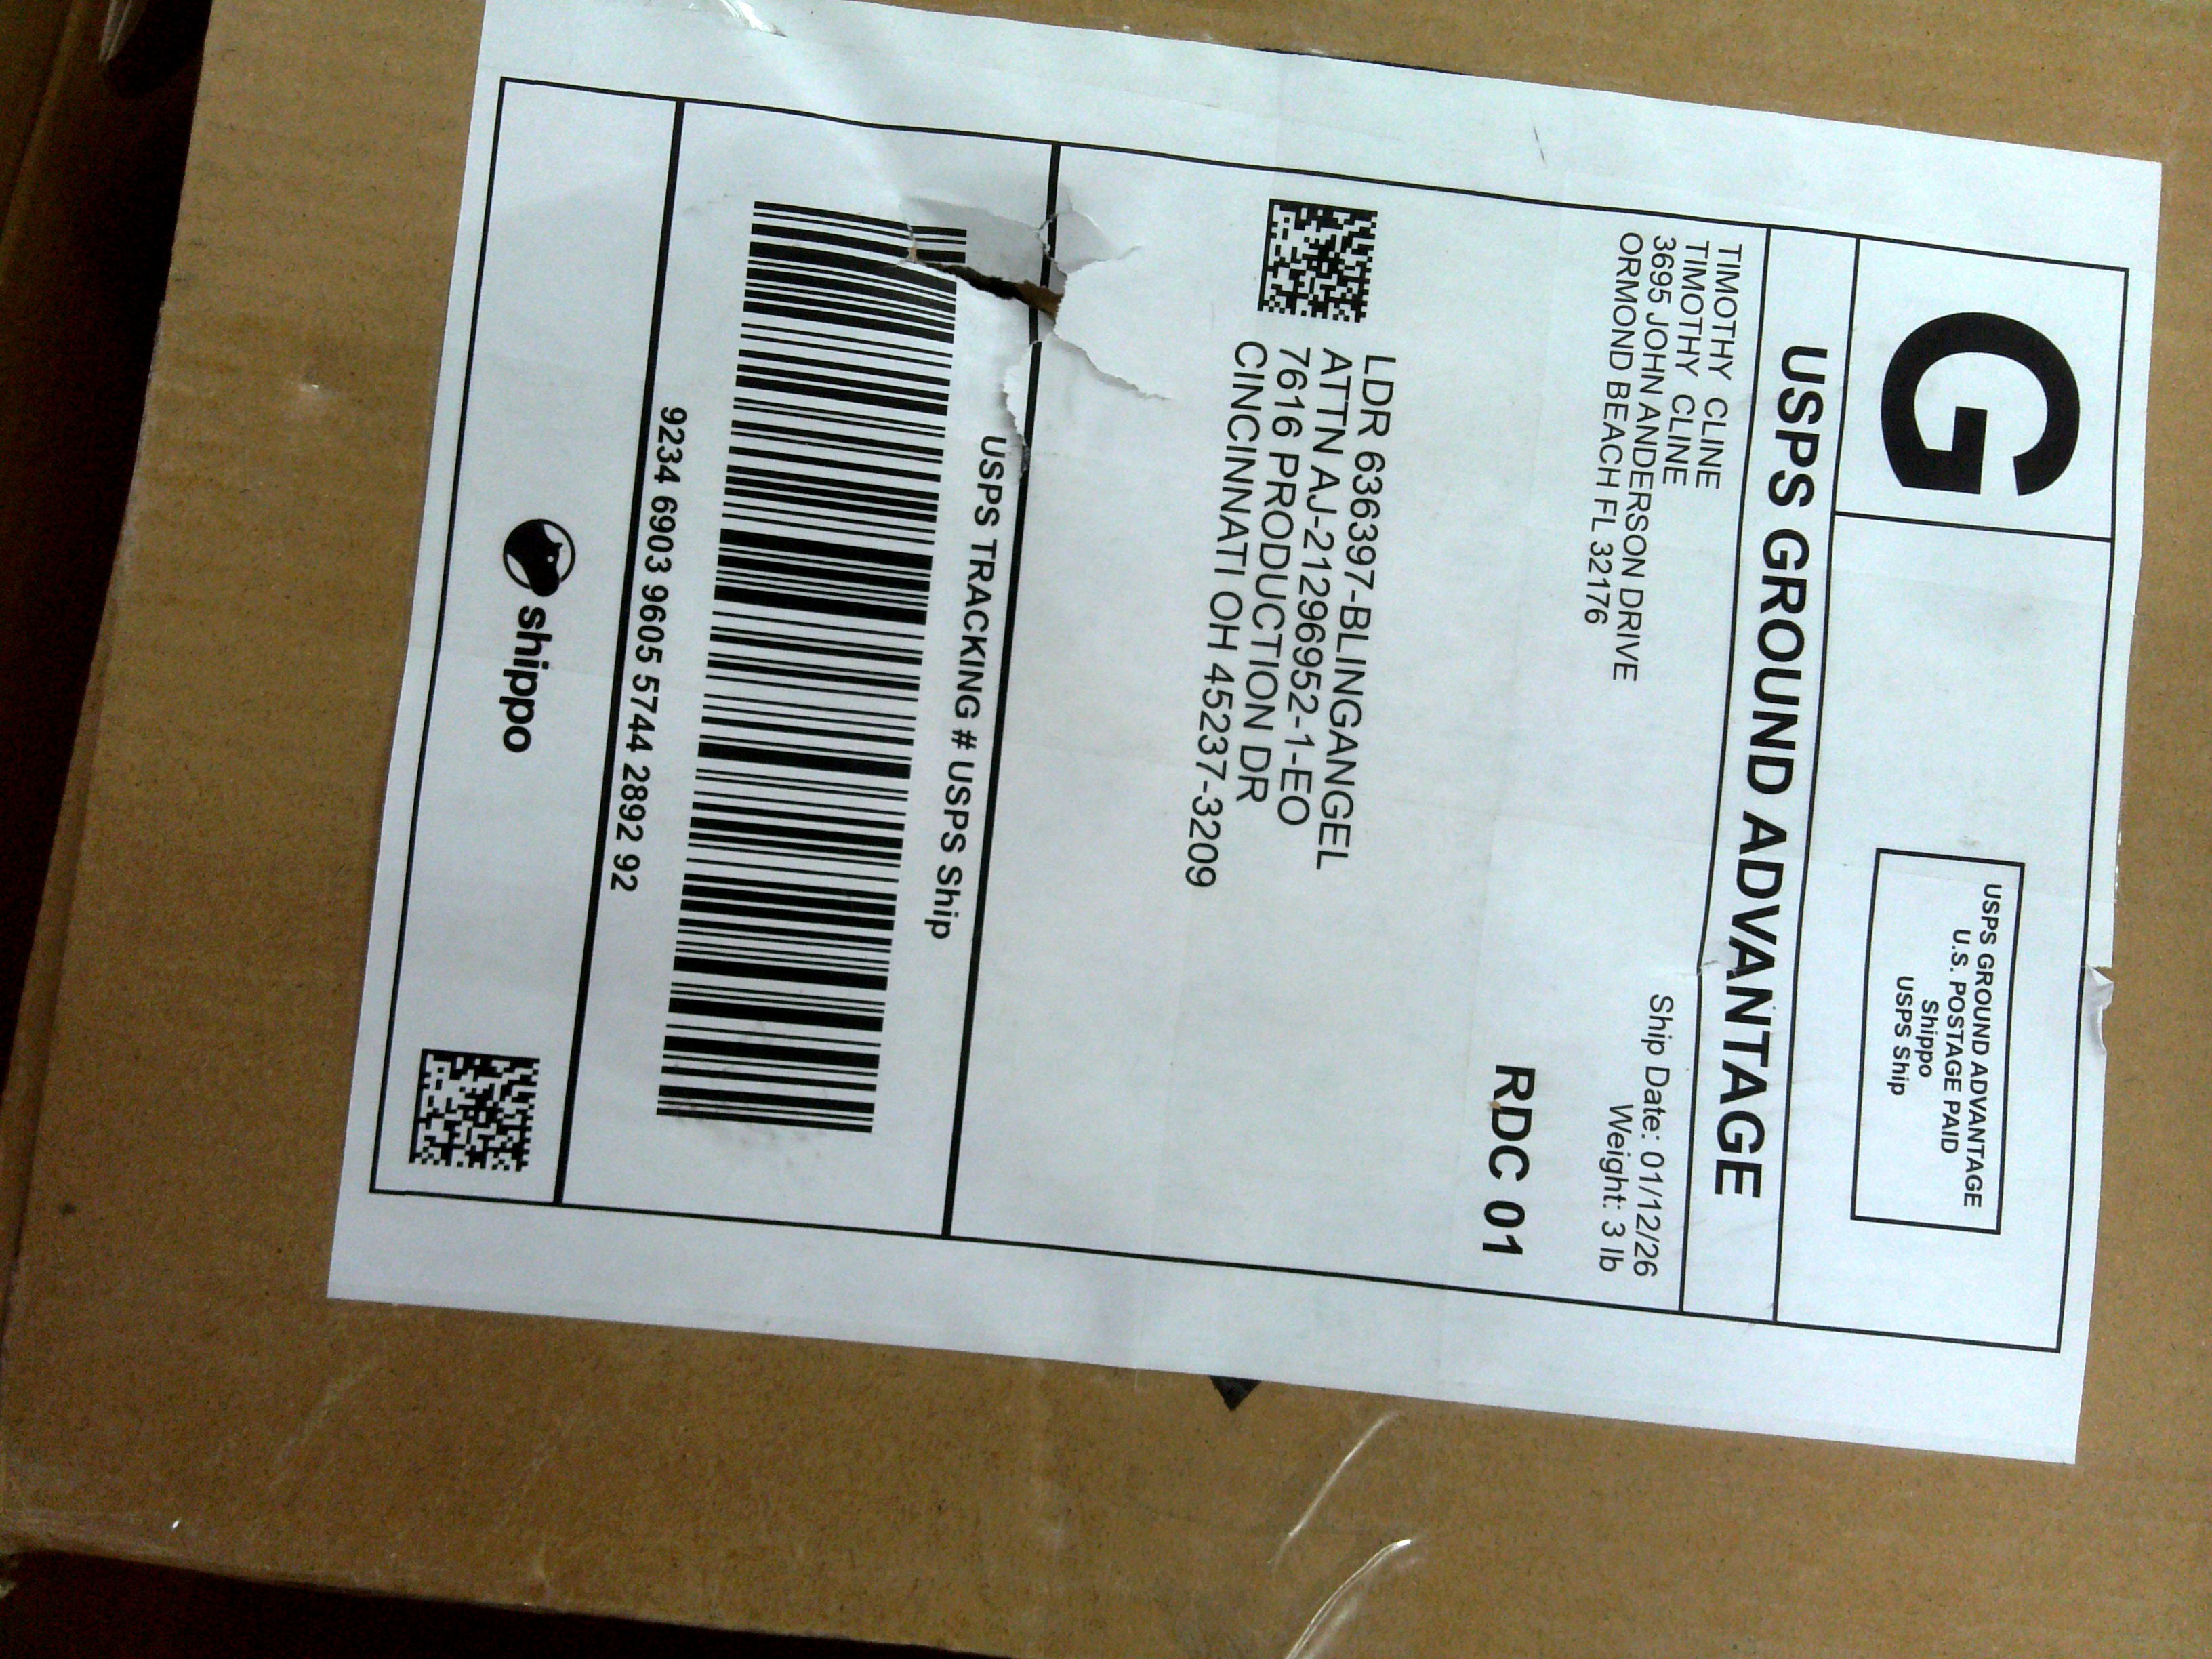 G
USPS GROUND ADVANTAGE
U.S. POSTAGE PAID
Shippo
USPS Ship
USPS GROUND ADVANTAGE
TIMOTHY CLINE
TIMOTHY CLINE
3695 JOHN ANDERSON DRIVE
ORMOND BEACH FL 32176
Ship Date: 01/12/26
Weight: 3 lb
RDC 01
LDR 636397-BLINGANGEL
ATTN AJ-21296952-1-EO
7616 PRODUCTION DR
CINCINNATI OH 45237-3209
USPS TRACKING # USPS Ship
9234 6903 9605 5744 2892 92
shippo